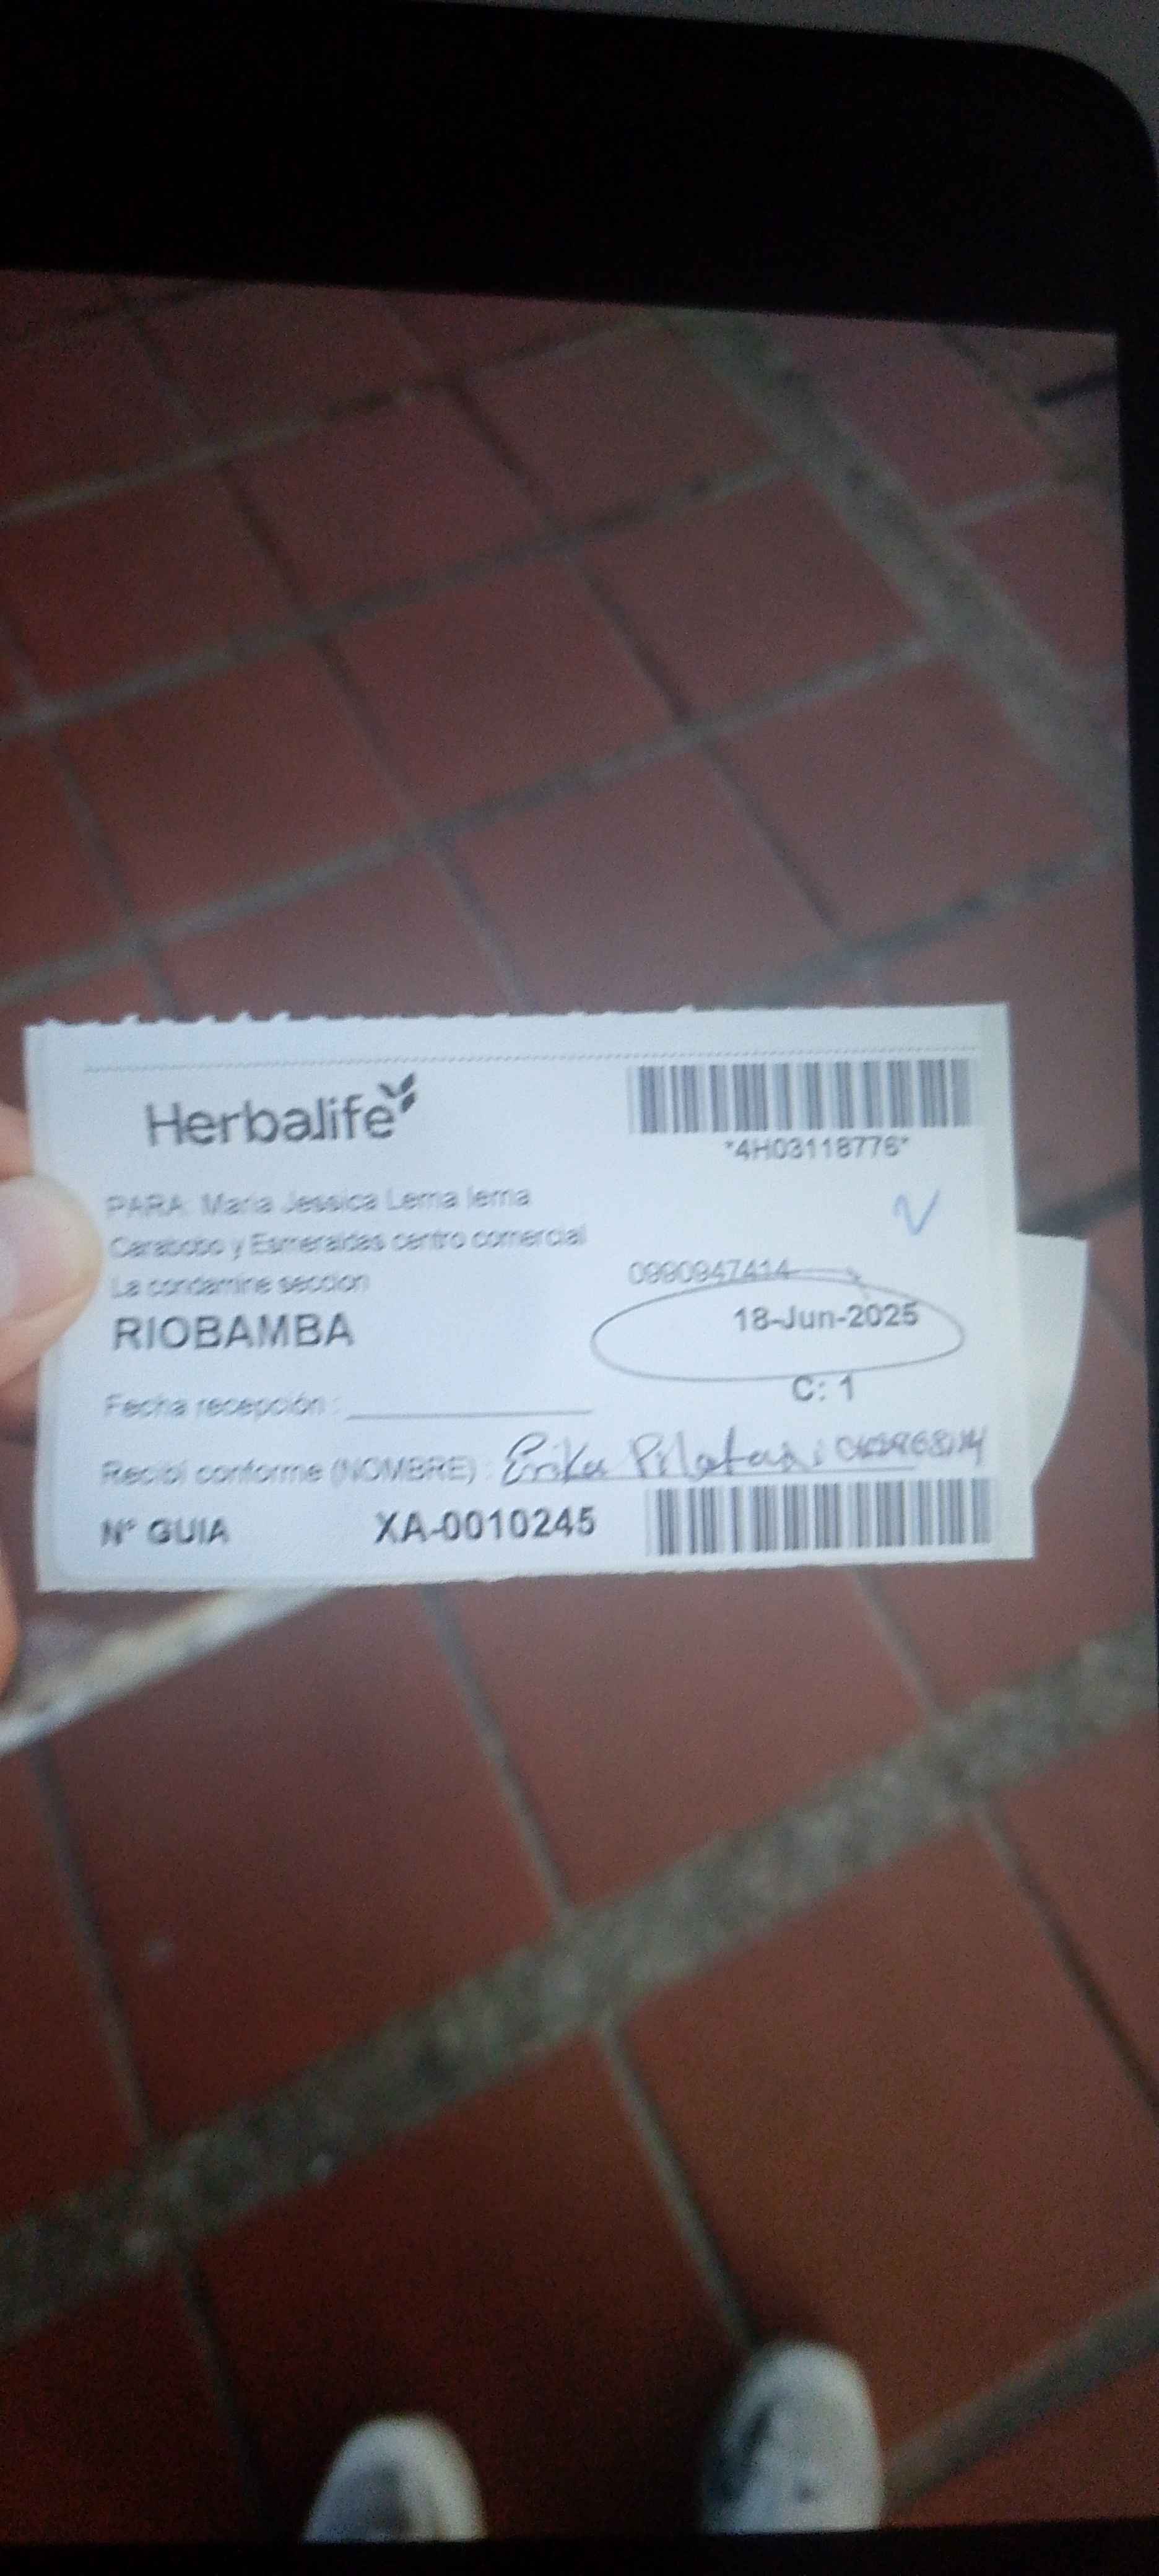 Herbalife
*4H03118776*
PARA: Maria Jessica Lema lema
Carabobo y Esmeraldas centro comercial
La condamine seccion
0990947414
RIOBAMBA
18-Jun-2025
C: 1
Fecha recepción :
Recibí conforme (NOMBRE) : Erika
N° GUIA XA-0010245